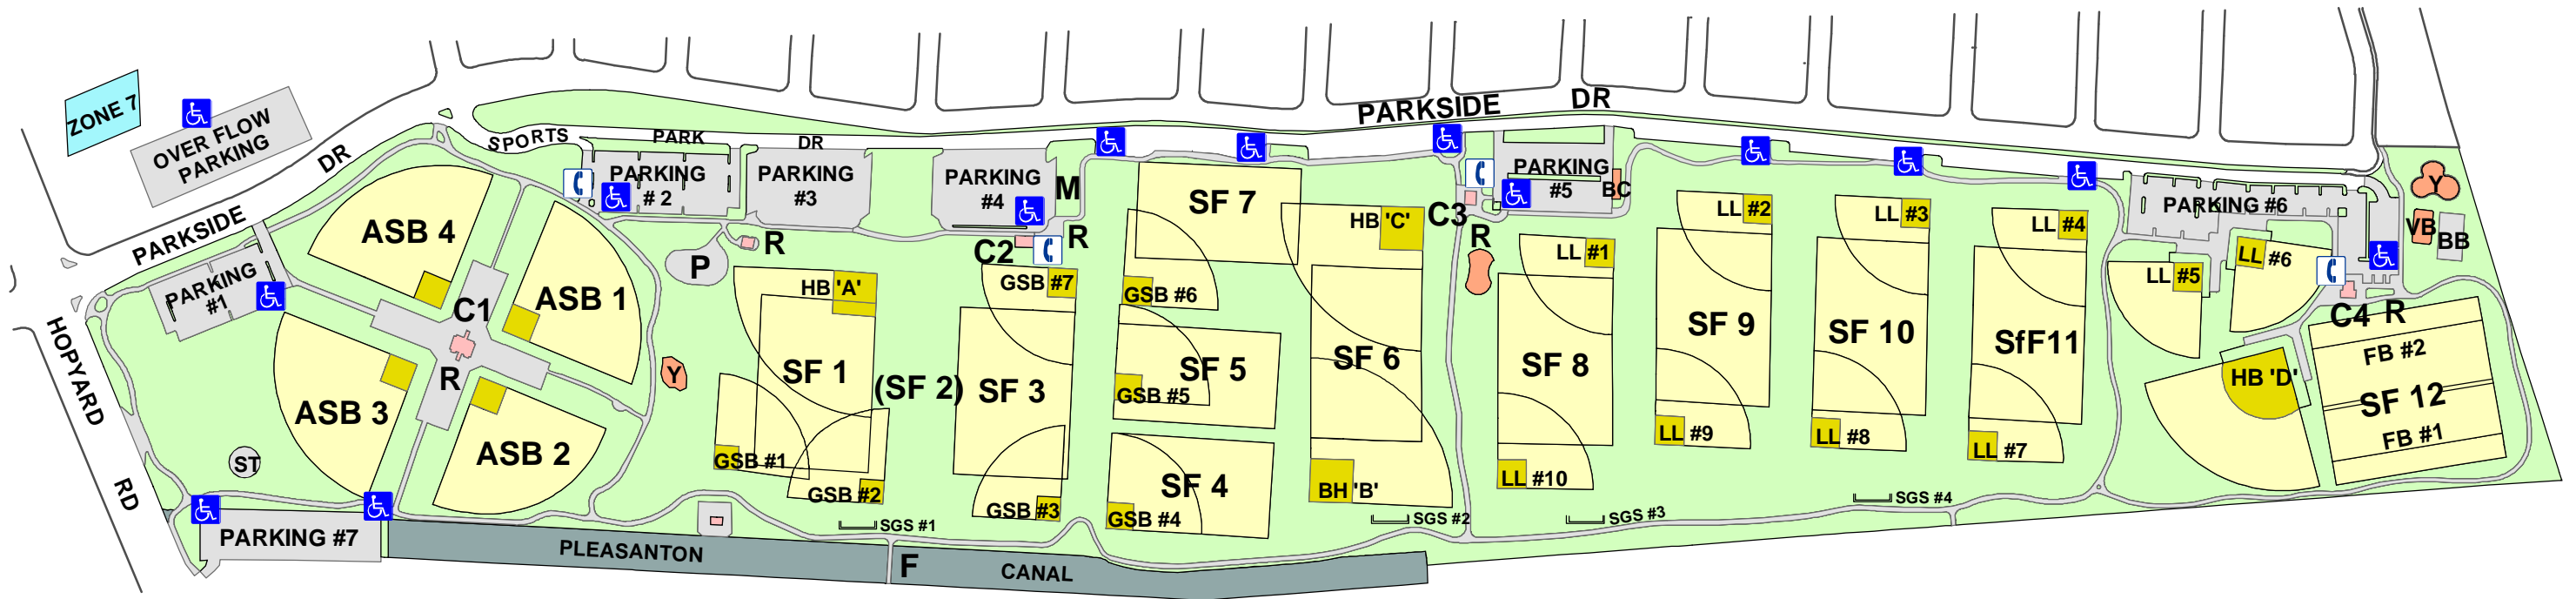 ZONE 7
OVER FLOW
PARKING
PARKSIDE DR
PARKSIDE DR
SPORTS PARK DR
HOPYARD RD
PARKING
#1
PARKING
# 2
PARKING
#3
PARKING
#4
M
PARKING
#5
BC
PARKING #6
PARKING #7
ASB 4
ASB 1
ASB 3
ASB 2
C1
R
ST
Y
P
R
HB 'A'
SF 1
GSB #1
GSB #2
(SF 2)
C2
R
GSB #7
SF 3
GSB #3
SF 7
GSB #6
SF 5
GSB #5
SF 4
GSB #4
HB 'C'
SF 6
BH 'B'
C3
R
LL #1
SF 8
LL #10
LL #2
SF 9
LL #9
LL #3
SF 10
LL #8
LL #4
SfF11
LL #7
LL #5
LL #6
Y
VB
BB
C4
R
HB 'D'
FB #2
SF 12
FB #1
SGS #1
SGS #2
SGS #3
SGS #4
PLEASANTON CANAL
F